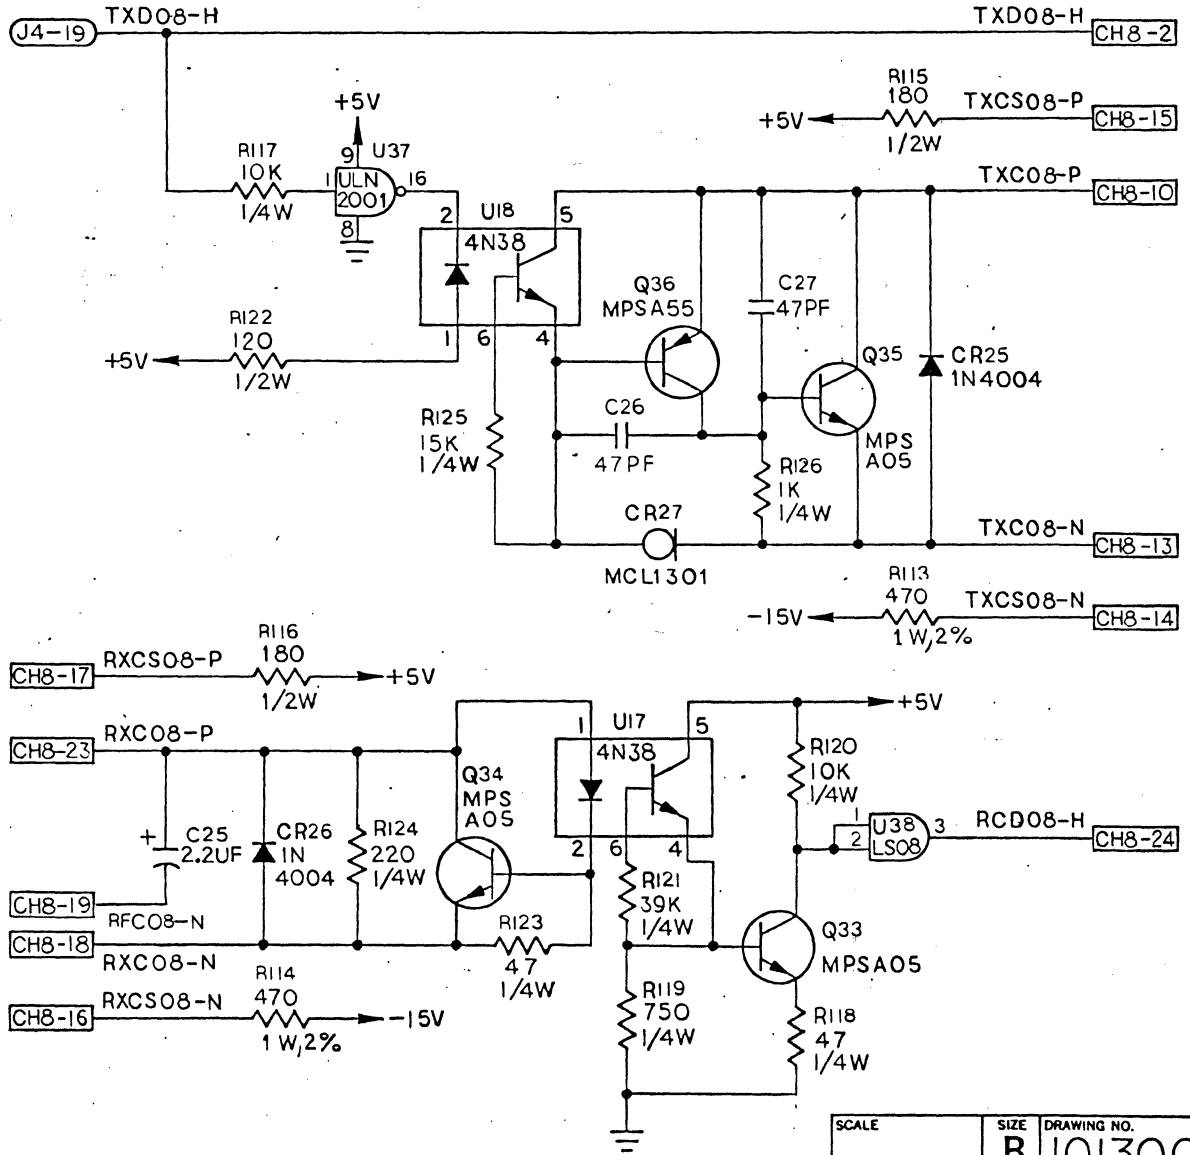 J4-19
TXD08-H
TXD08-H
CH8-2
+5V
R115
180
1/2W
TXCS08-P
CH8-15
+5V
9
U37
R117
10K
1/4W
1
ULN
2001
16
8
TXC08-P
CH8-10
2
U18
5
4N38
1
6
4
R122
120
1/2W
+5V
Q36
MPSA55
C27
47PF
Q35
MPS
A05
CR25
1N4004
R125
15K
1/4W
C26
47PF
R126
1K
1/4W
CR27
MCL1301
TXC08-N
CH8-13
-15V
R113
470
1W,2%
TXCS08-N
CH8-14
CH8-17
RXCS08-P
R116
180
1/2W
+5V
CH8-23
RXC08-P
+
C25
2.2UF
CR26
1N
4004
R124
220
1/4W
Q34
MPS
A05
1
U17
5
4N38
2
6
4
+5V
R120
10K
1/4W
1
2
U38
LS08
3
RCD08-H
CH8-24
CH8-19
RFC08-N
CH8-18
RXC08-N
R123
47
1/4W
R121
39K
1/4W
Q33
MPSA05
CH8-16
RXCS08-N
R114
470
1W,2%
-15V
R119
750
1/4W
R118
47
1/4W
SCALE
SIZE
B
DRAWING NO.